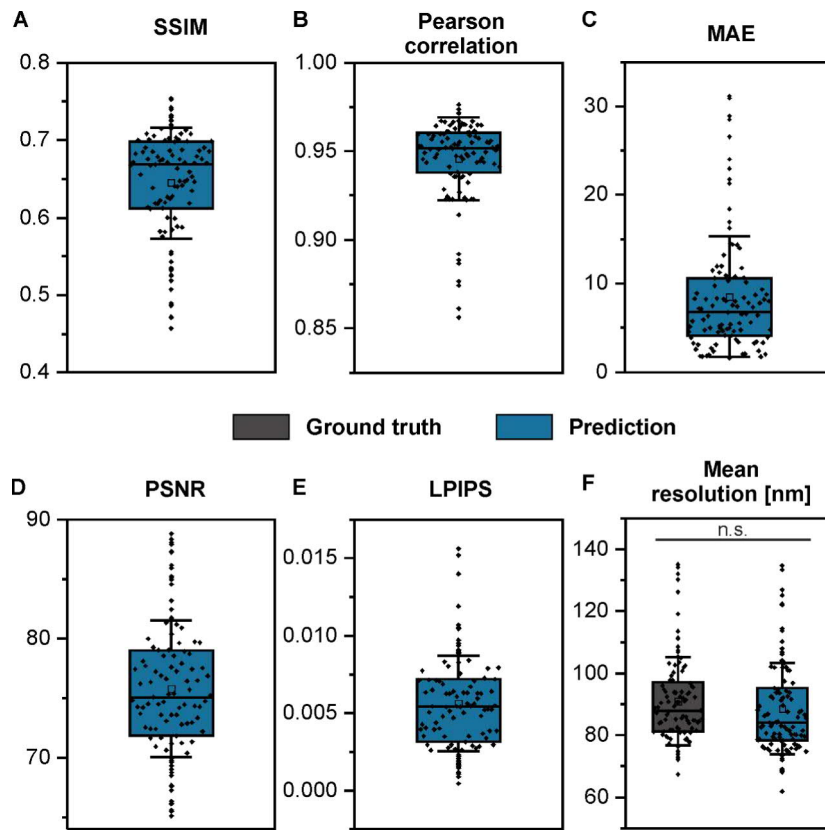 A
SSIM
0.8
0.7
0.6
0.5
0.4
B
Pearson
correlation
1.00
0.95
0.90
0.85
C
MAE
30
20
10
0
Ground truth
Prediction
D
PSNR
90
80
70
E
LPIPS
0.015
0.010
0.005
0.000
F
Mean
resolution [nm]
n.s.
140
120
100
80
60